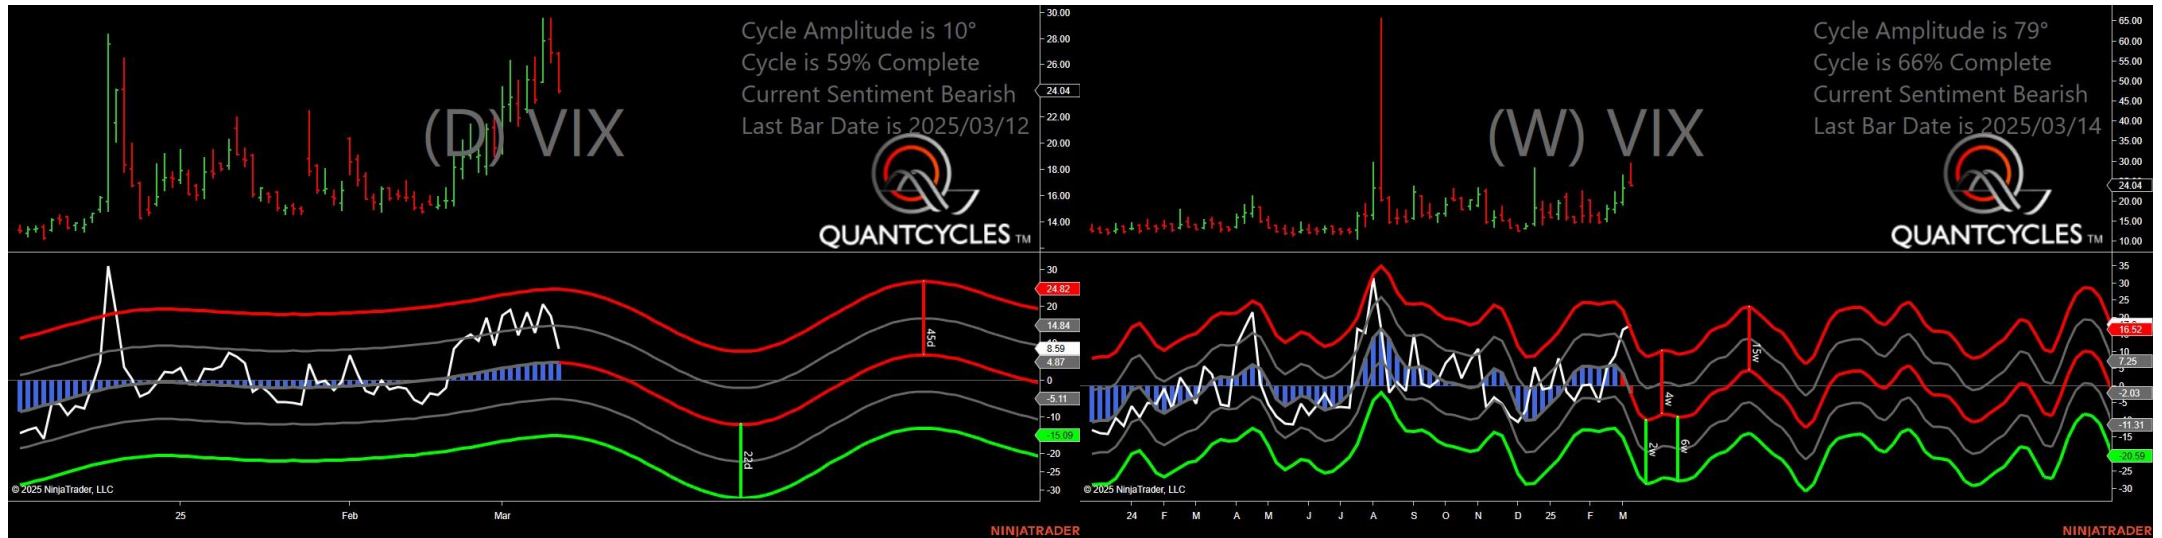 Cycle Amplitude is 10°
Cycle is 59% Complete
Current Sentiment Bearish
Last Bar Date is 2025/03/12
(D) VIX
QUANTCYCLES TM
30.00
28.00
26.00
24.04
22.00
20.00
18.00
16.00
14.00
30
24.82
20
14.84
8.59
4.87
0
-5.11
-10
-15.09
-20
-25
-30
45d
22d
© 2025 NinjaTrader, LLC
25 Feb Mar
NINJATRADER
Cycle Amplitude is 79°
Cycle is 66% Complete
Current Sentiment Bearish
Last Bar Date is 2025/03/14
(W) VIX
QUANTCYCLES TM
65.00
60.00
55.00
50.00
45.00
40.00
35.00
30.00
24.04
20.00
15.00
10.00
35
30
25
20
16.52
10
7.25
-2.03
-5
-11.31
-15
-20.59
-25
-30
4w
15w
2w
6w
© 2025 NinjaTrader, LLC
24 F M A M J J A S O N D 25 F M
NINJATRADER